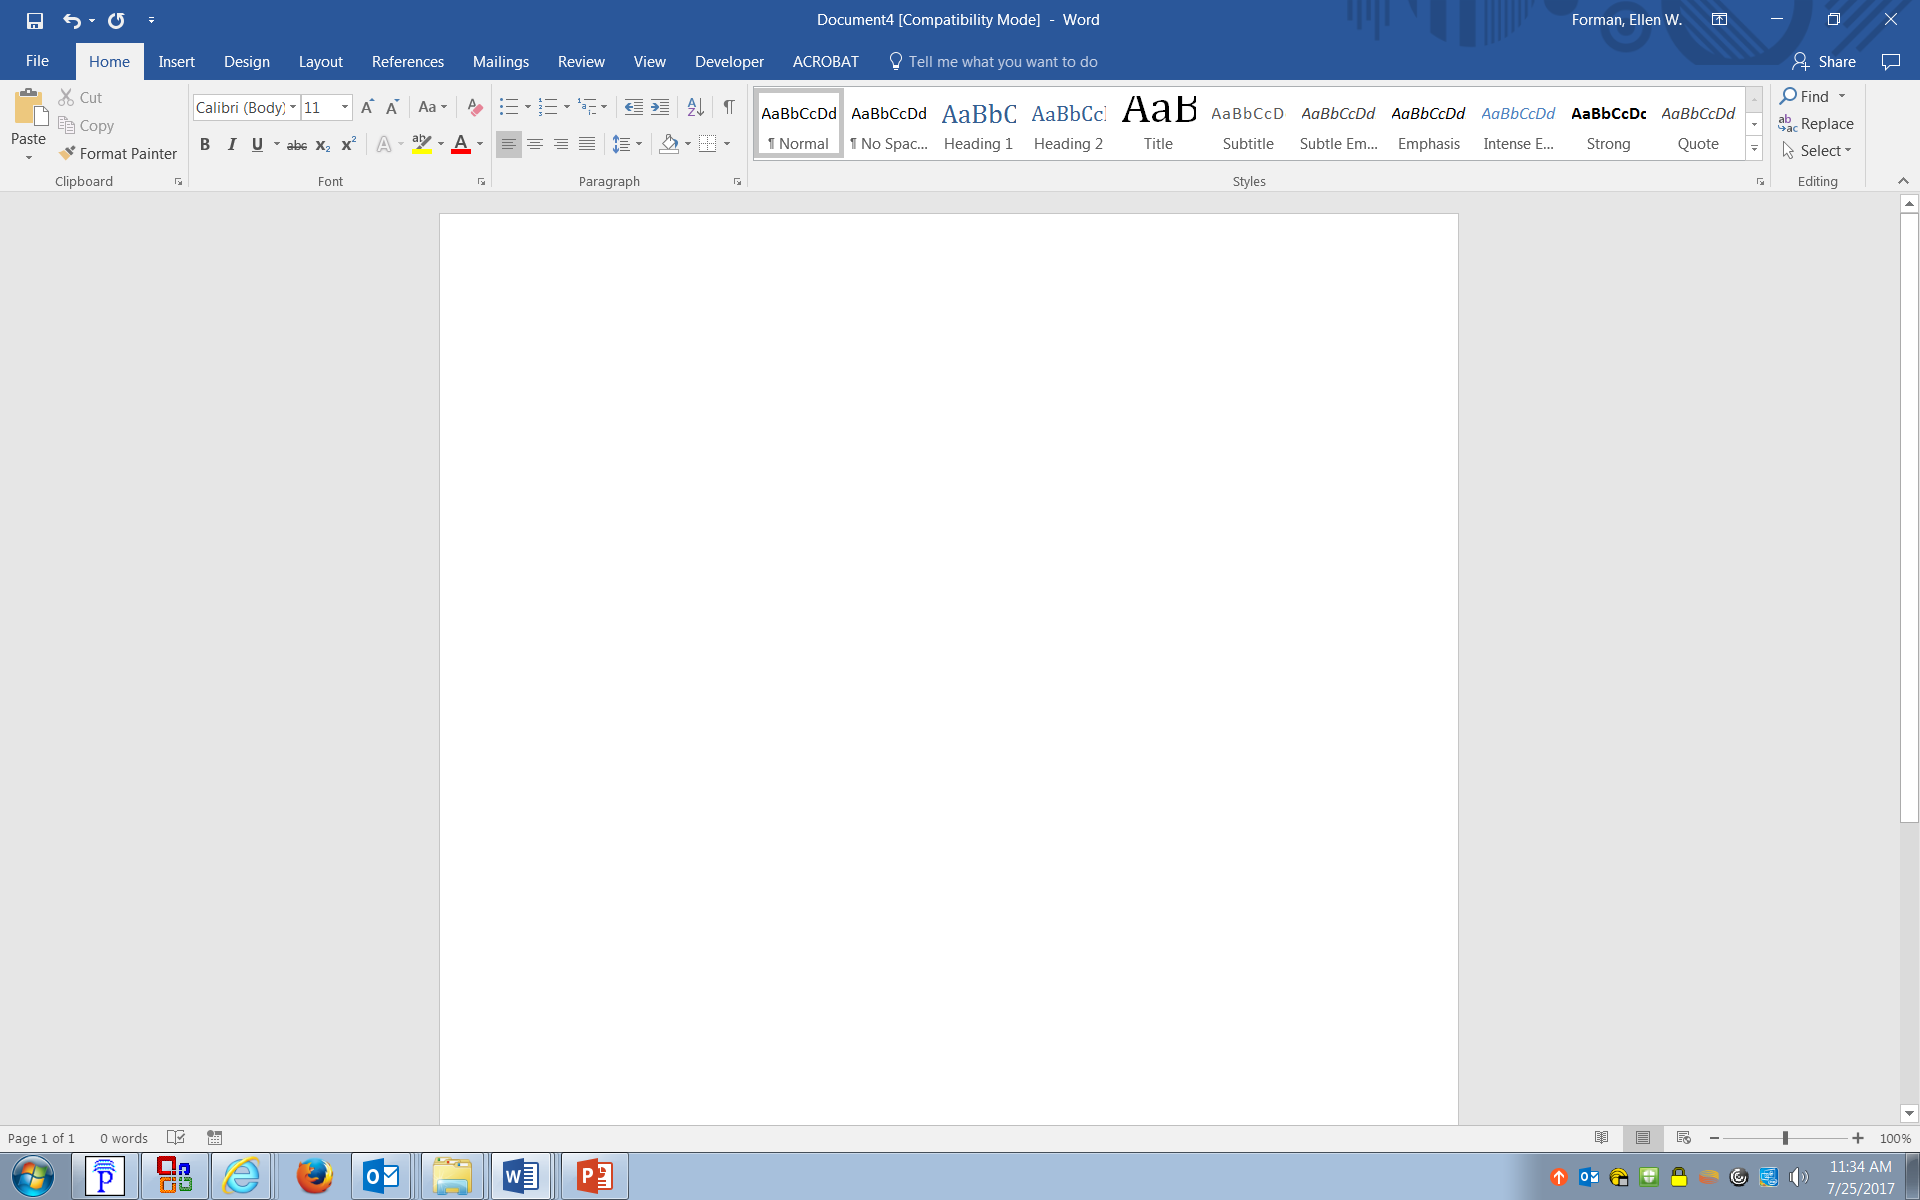 Document4 [Compatibility Mode] - Word
Forman, Ellen W.
File Home Insert Design Layout References Mailings Review View Developer ACROBAT Tell me what you want to do Share
Paste
Cut
Copy
Format Painter
Clipboard
Calibri (Body) 11 Aa
B I U abc x₂ x² A ab A
Font
Paragraph
AaBbCcDd AaBbCcDd AaBbC AaBbCc AaB AaBbCcD AaBbCcDd AaBbCcDd AaBbCcDd AaBbCcDc AaBbCcDd
¶ Normal ¶ No Spac... Heading 1 Heading 2 Title Subtitle Subtle Em... Emphasis Intense E... Strong Quote
Styles
Find
Replace
Select
Editing
Page 1 of 1 0 words 100%
11:34 AM
7/25/2017